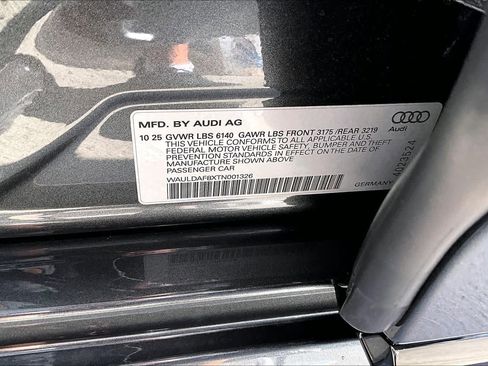 MFD. BY AUDI AG
10 25 GVWR LBS 6140 GAWR LBS FRONT 3175 /REAR 3219
THIS VEHICLE CONFORMS TO ALL APPLICABLE U.S.
FEDERAL MOTOR VEHICLE SAFETY, BUMPER AND THEFT
PREVENTION STANDARDS IN EFFECT ON THE DATE OF
MANUFACTURE SHOWN ABOVE
PASSENGER CAR
WAULDAF8XTN001326
GERMANY
Audi
4023624